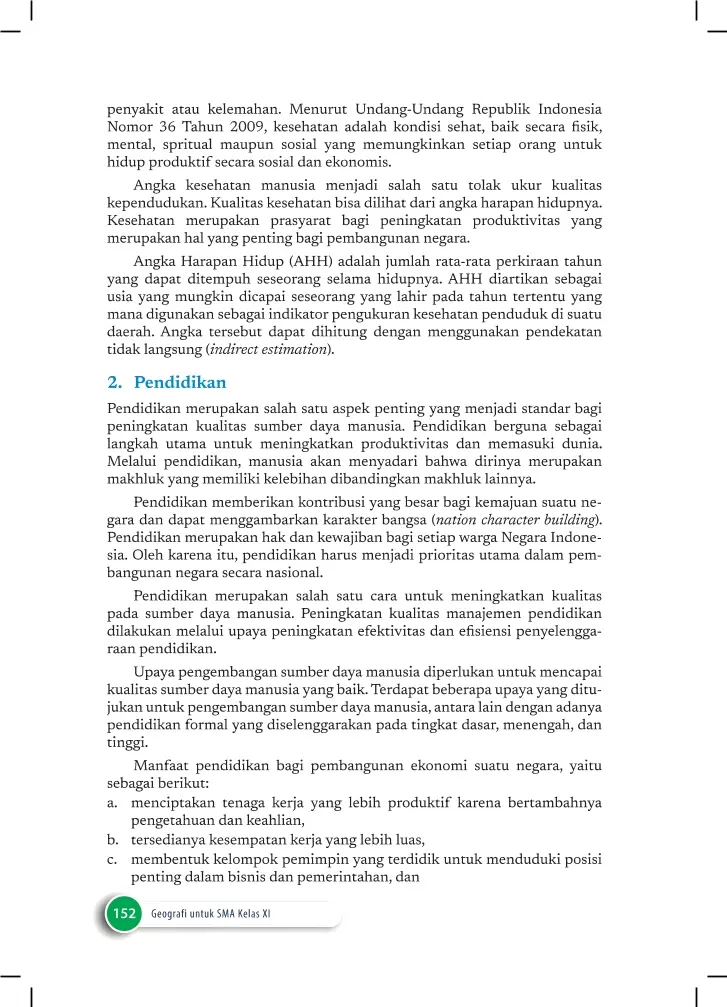 penyakit atau kelemahan. Menurut Undang-Undang Republik Indonesia
Nomor 36 Tahun 2009, kesehatan adalah kondisi sehat, baik secara fisik,
mental, spritual maupun sosial yang memungkinkan setiap orang untuk
hidup produktif secara sosial dan ekonomis.
Angka kesehatan manusia menjadi salah satu tolak ukur kualitas
kependudukan. Kualitas kesehatan bisa dilihat dari angka harapan hidupnya.
Kesehatan merupakan prasyarat bagi peningkatan produktivitas yang
merupakan hal yang penting bagi pembangunan negara.
Angka Harapan Hidup (AHH) adalah jumlah rata-rata perkiraan tahun
yang dapat ditempuh seseorang selama hidupnya. AHH diartikan sebagai
usia yang mungkin dicapai seseorang yang lahir pada tahun tertentu yang
mana digunakan sebagai indikator pengukuran kesehatan penduduk di suatu
daerah. Angka tersebut dapat dihitung dengan menggunakan pendekatan
tidak langsung (indirect estimation).
2. Pendidikan
Pendidikan merupakan salah satu aspek penting yang menjadi standar bagi
peningkatan kualitas sumber daya manusia. Pendidikan berguna sebagai
langkah utama untuk meningkatkan produktivitas dan memasuki dunia.
Melalui pendidikan, manusia akan menyadari bahwa dirinya merupakan
makhluk yang memiliki kelebihan dibandingkan makhluk lainnya.
Pendidikan memberikan kontribusi yang besar bagi kemajuan suatu ne-
gara dan dapat menggambarkan karakter bangsa (nation character building).
Pendidikan merupakan hak dan kewajiban bagi setiap warga Negara Indone-
sia. Oleh karena itu, pendidikan harus menjadi prioritas utama dalam pem-
bangunan negara secara nasional.
Pendidikan merupakan salah satu cara untuk meningkatkan kualitas
pada sumber daya manusia. Peningkatan kualitas manajemen pendidikan
dilakukan melalui upaya peningkatan efektivitas dan efisiensi penyelengga-
raan pendidikan.
Upaya pengembangan sumber daya manusia diperlukan untuk mencapai
kualitas sumber daya manusia yang baik. Terdapat beberapa upaya yang ditu-
jukan untuk pengembangan sumber daya manusia, antara lain dengan adanya
pendidikan formal yang diselenggarakan pada tingkat dasar, menengah, dan
tinggi.
Manfaat pendidikan bagi pembangunan ekonomi suatu negara, yaitu
sebagai berikut:
a. menciptakan tenaga kerja yang lebih produktif karena bertambahnya
pengetahuan dan keahlian,
b. tersedianya kesempatan kerja yang lebih luas,
c. membentuk kelompok pemimpin yang terdidik untuk menduduki posisi
penting dalam bisnis dan pemerintahan, dan
152 Geografi untuk SMA Kelas XI